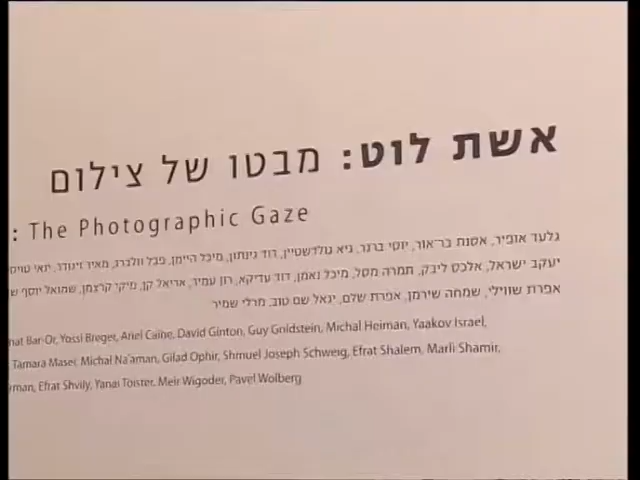 אשת לוט: מבטו של צילום
: The Photographic Gaze
גלעד אופיר, אסנת בר־אור, יוסי ברגר, גיא גולדשטיין, דוד גינתון, מיכל היימן, פבל וולברג, מאיר ויגודר, ינאי טויס
יעקב ישראל, אלכס ליבק, תמרה מסל, מיכל נאמן, דוד עדיקא, רון עמיר, אריאל קן, מיקי קרצמן, שמואל יוסף ש
אפרת שווילי, שמחה שירמן, אפרת שלם, יגאל שם טוב, מרלי שמיר
nat Bar-Or, Yossi Breger, Ariel Caine, David Ginton, Guy Goldstein, Michal Heiman, Yaakov Israel,
Tamara Masel, Michal Na'aman, Gilad Ophir, Shmuel Joseph Schweig, Efrat Shalem, Marli Shamir,
rman, Efrat Shvily, Yanai Toister, Meir Wigoder, Pavel Wolberg